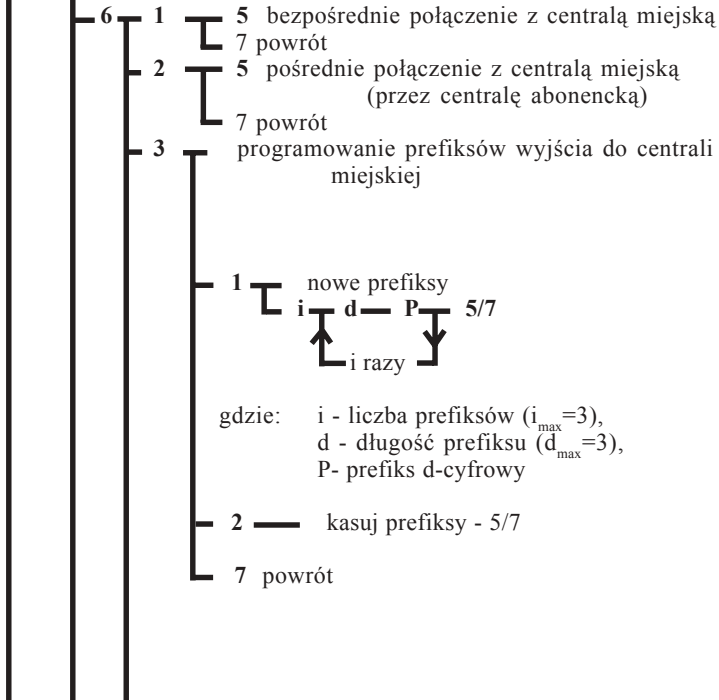 6 1 5 bezpośrednie połączenie z centralą miejską
7 powrót
2 5 pośrednie połączenie z centralą miejską
(przez centralę abonencką)
7 powrót
3 programowanie prefiksów wyjścia do centrali
miejskiej
1 nowe prefiksy
i d P 5/7
i razy
gdzie: i - liczba prefiksów (imax=3),
d - długość prefiksu (dmax=3),
P- prefiks d-cyfrowy
2 kasuj prefiksy - 5/7
7 powrót